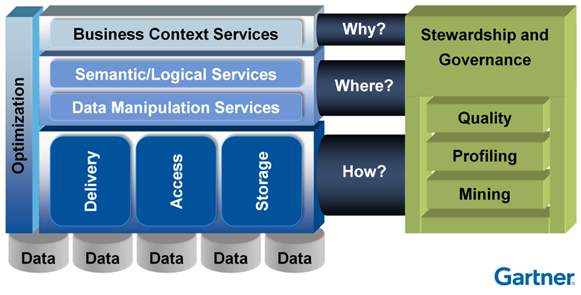 Optimization
Business Context Services
Why?
Stewardship and
Governance
Semantic/Logical Services
Where?
Data Manipulation Services
Quality
Delivery
Access
Storage
How?
Profiling
Mining
Data
Data
Data
Data
Data
Gartner®